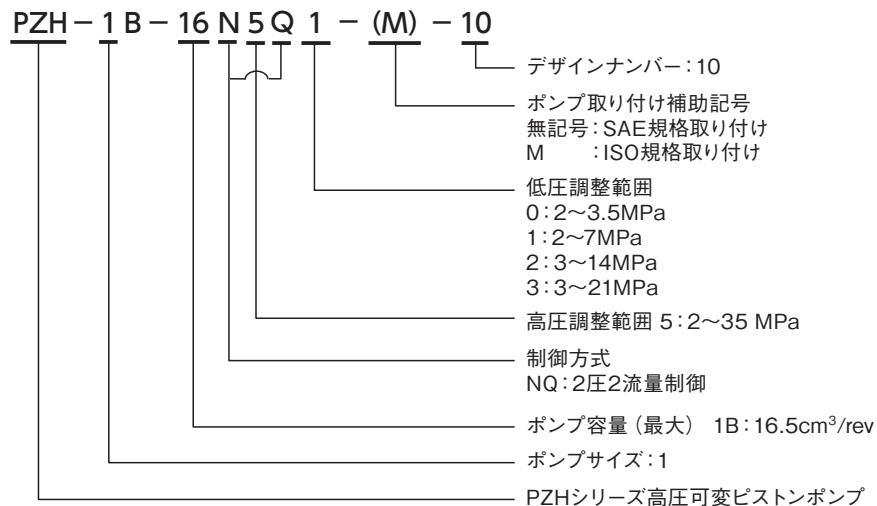 PZH－1 B－16 N 5 Q 1 －（M）－10
デザインナンバー：10
ポンプ取り付け補助記号
無記号：SAE規格取り付け
M　　：ISO規格取り付け
低圧調整範囲
0：2～3.5MPa
1：2～7MPa
2：3～14MPa
3：3～21MPa
高圧調整範囲 5：2～35 MPa
制御方式
NQ：2圧2流量制御
ポンプ容量（最大） 1B：16.5cm³/rev
ポンプサイズ：1
PZHシリーズ高圧可変ピストンポンプ